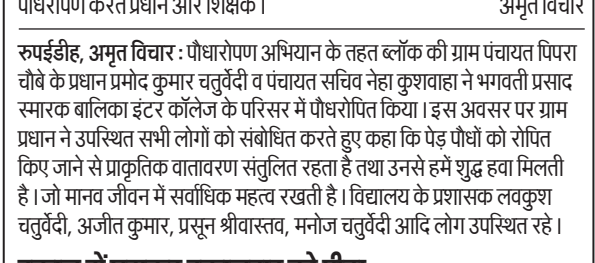 पौधरोपण करते प्रधान और शिक्षक।
अमृत विचार
रुपईडीह, अमृत विचार : पौधारोपण अभियान के तहत ब्लॉक की ग्राम पंचायत पिपरा
चौबे के प्रधान प्रमोद कुमार चतुर्वेदी व पंचायत सचिव नेहा कुशवाहा ने भगवती प्रसाद
स्मारक बालिका इंटर कॉलेज के परिसर में पौधरोपित किया। इस अवसर पर ग्राम
प्रधान ने उपस्थित सभी लोगों को संबोधित करते हुए कहा कि पेड़ पौधों को रोपित
किए जाने से प्राकृतिक वातावरण संतुलित रहता है तथा उनसे हमें शुद्ध हवा मिलती
है। जो मानव जीवन में सर्वाधिक महत्व रखती है। विद्यालय के प्रशासक लवकुश
चतुर्वेदी, अजीत कुमार, प्रसून श्रीवास्तव, मनोज चतुर्वेदी आदि लोग उपस्थित रहे।